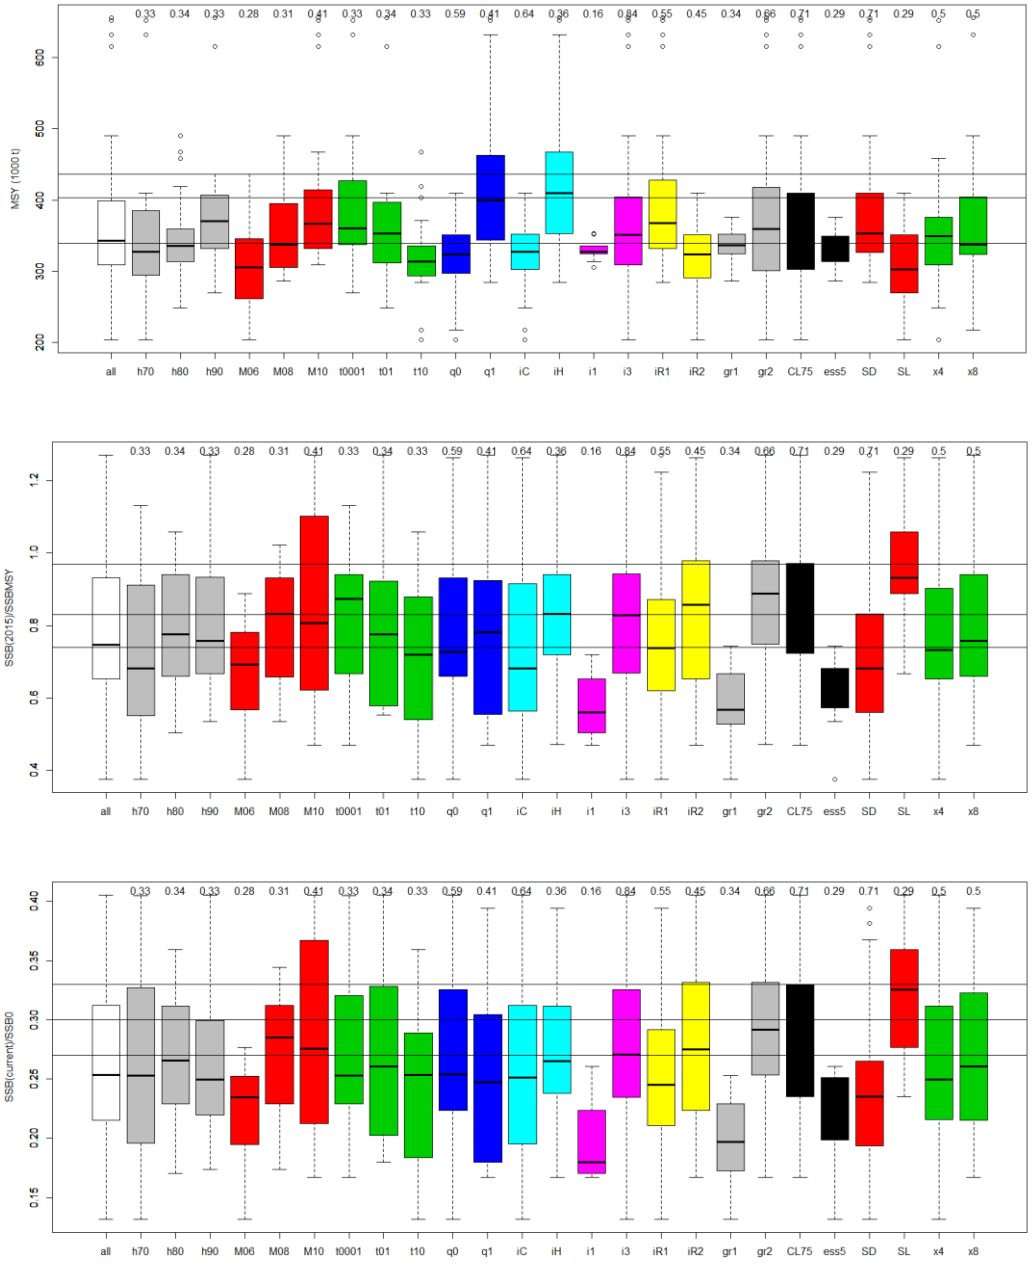 0.33 0.34 0.33 0.28 0.31 0.41 0.33 0.34 0.33 0.59 0.41 0.64 0.36 0.16 0.84 0.55 0.45 0.34 0.66 0.71 0.29 0.71 0.29 0.5 0.5
MSY (1000 t)
600
500
400
300
200
all h70 h80 h90 M06 M08 M10 t0001 t01 t10 q0 q1 iC iH i1 i3 iR1 iR2 gr1 gr2 CL75 ess5 SD SL x4 x8
0.33 0.34 0.33 0.28 0.31 0.41 0.33 0.34 0.33 0.59 0.41 0.64 0.36 0.16 0.84 0.55 0.45 0.34 0.66 0.71 0.29 0.71 0.29 0.5 0.5
SSB(2015)/SSBMSY
1.2
1.0
0.8
0.6
0.4
all h70 h80 h90 M06 M08 M10 t0001 t01 t10 q0 q1 iC iH i1 i3 iR1 iR2 gr1 gr2 CL75 ess5 SD SL x4 x8
0.33 0.34 0.33 0.28 0.31 0.41 0.33 0.34 0.33 0.59 0.41 0.64 0.36 0.16 0.84 0.55 0.45 0.34 0.66 0.71 0.29 0.71 0.29 0.5 0.5
SSB(current)/SSB0
0.40
0.35
0.30
0.25
0.20
0.15
all h70 h80 h90 M06 M08 M10 t0001 t01 t10 q0 q1 iC iH i1 i3 iR1 iR2 gr1 gr2 CL75 ess5 SD SL x4 x8